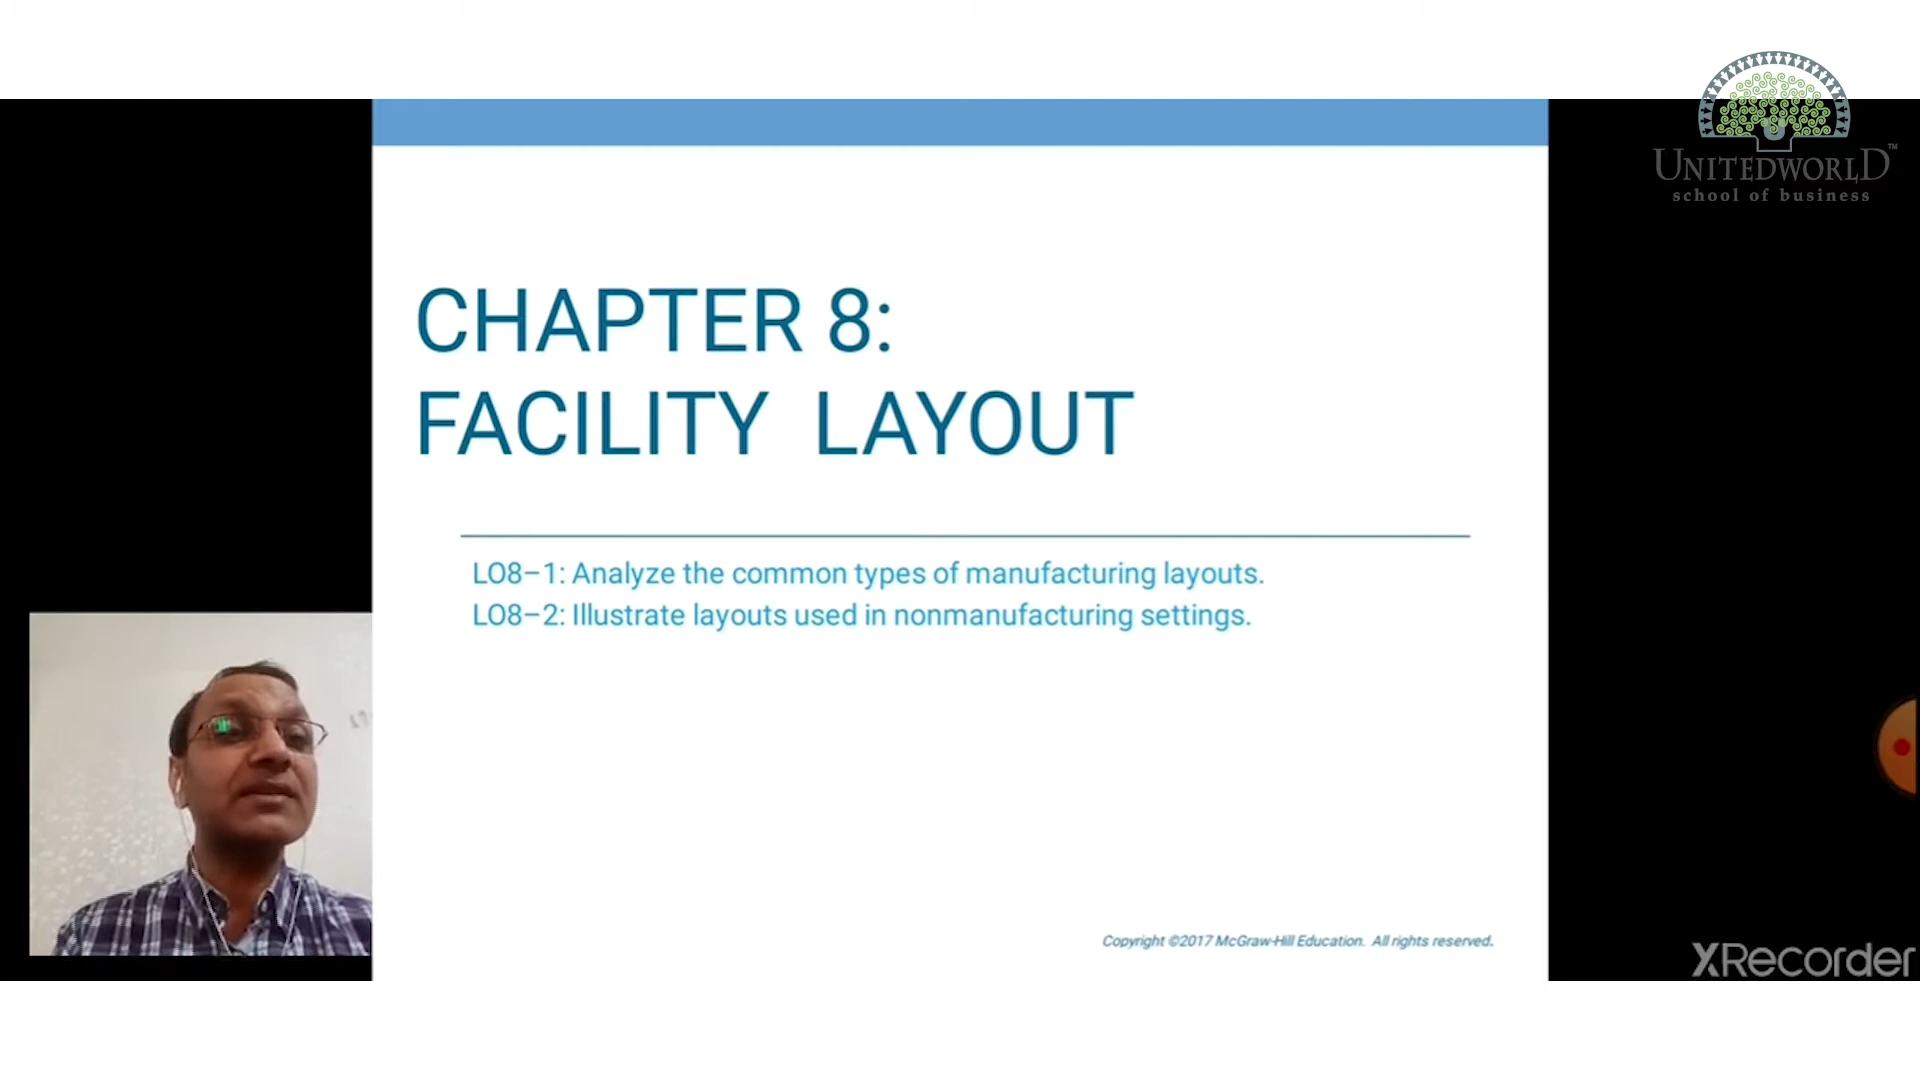 UNITEDWORLD™
school of business
CHAPTER 8:
FACILITY LAYOUT
LO8–1: Analyze the common types of manufacturing layouts.
LO8–2: Illustrate layouts used in nonmanufacturing settings.
Copyright ©2017 McGraw-Hill Education. All rights reserved.
XRecorder